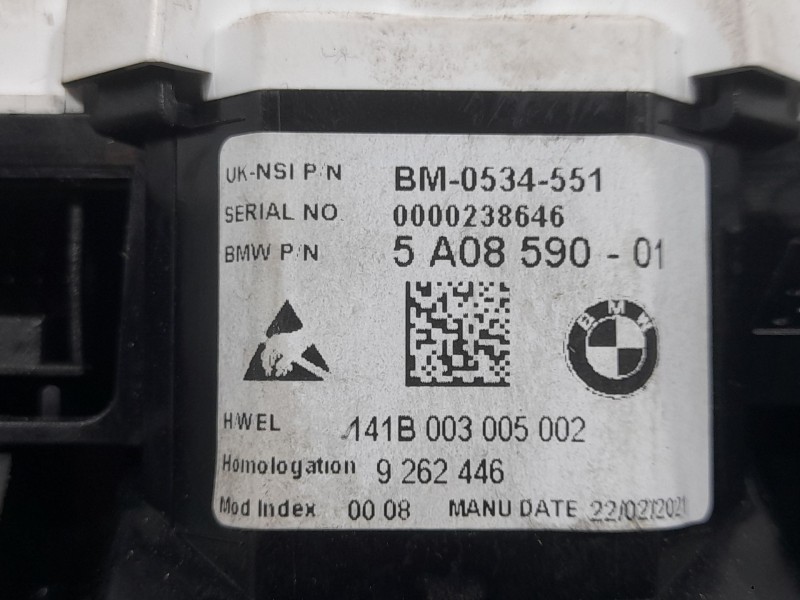 UK-NSI P/N BM-0534-551
SERIAL NO 0000238646
BMW P/N 5 A08 590 - 01
BMW
HWEL 141B 003 005 002
Homologation 9 262 446
Mod Index 00 08 MANU DATE 22/02/2021